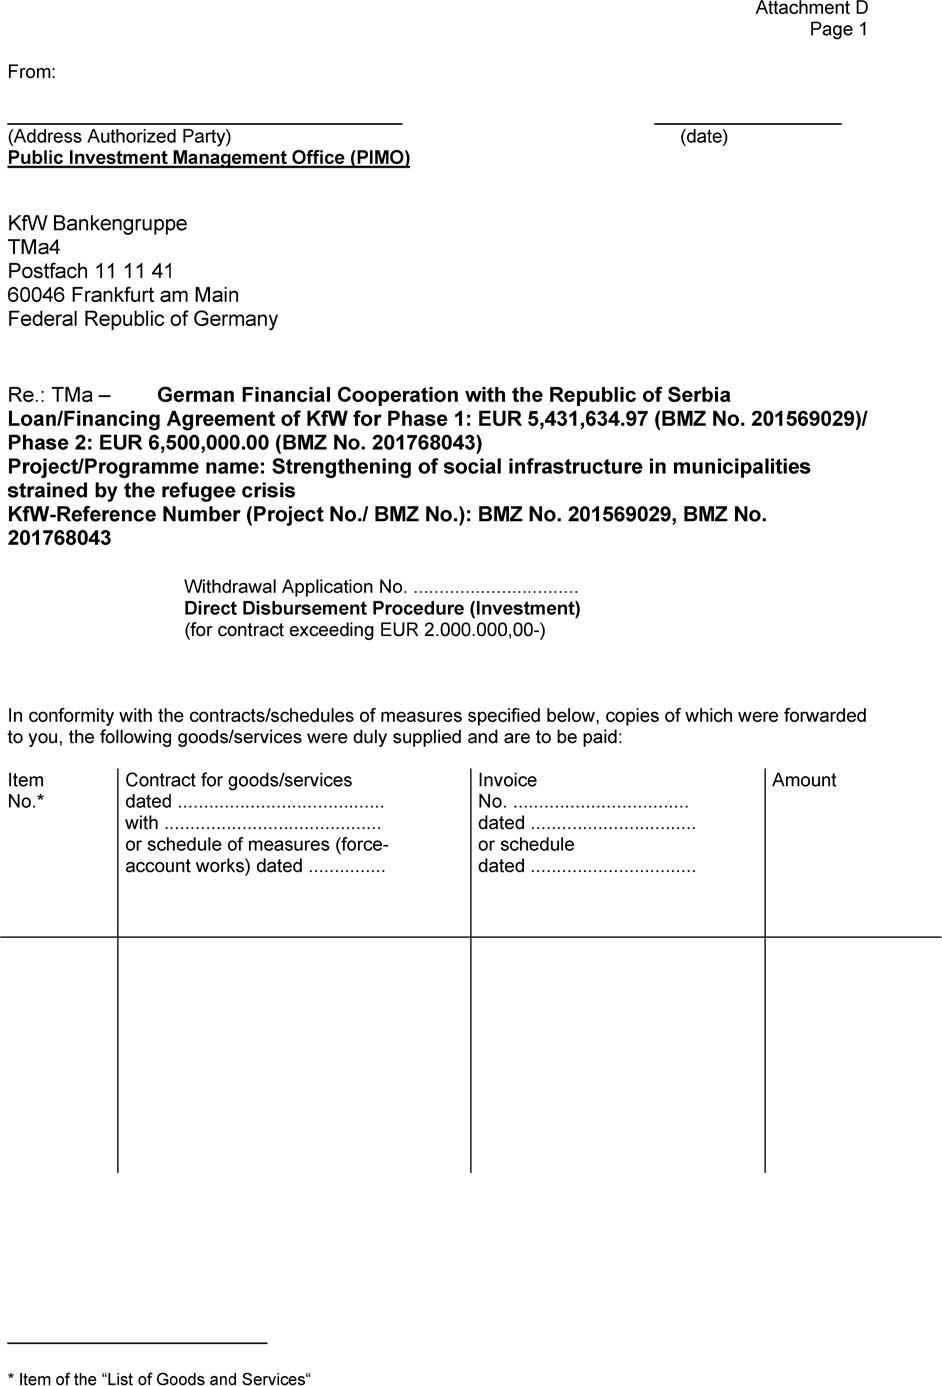 Attachment D
Page 1
From:
(Address Authorized Party) (date)
Public Investment Management Office (PIMO)
KfW Bankengruppe
TMa4
Postfach 11 11 41
60046 Frankfurt am Main
Federal Republic of Germany
Re.: TMa – German Financial Cooperation with the Republic of Serbia
Loan/Financing Agreement of KfW for Phase 1: EUR 5,431,634.97 (BMZ No. 201569029)/
Phase 2: EUR 6,500,000.00 (BMZ No. 201768043)
Project/Programme name: Strengthening of social infrastructure in municipalities
strained by the refugee crisis
KfW-Reference Number (Project No./ BMZ No.): BMZ No. 201569029, BMZ No.
201768043
Withdrawal Application No. ................................
Direct Disbursement Procedure (Investment)
(for contract exceeding EUR 2.000.000,00-)
In conformity with the contracts/schedules of measures specified below, copies of which were forwarded
to you, the following goods/services were duly supplied and are to be paid:
Item Contract for goods/services Invoice Amount
No.* dated ........................................ No. ..................................
with .......................................... dated ................................
or schedule of measures (force- or schedule
account works) dated ............... dated ................................
* Item of the “List of Goods and Services“